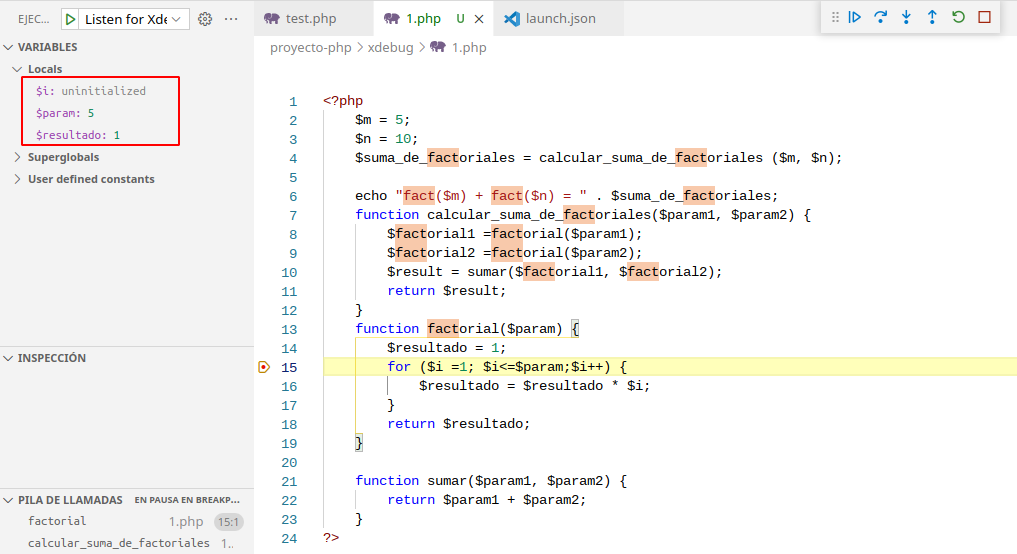 EJEC... Listen for Xde
VARIABLES
Locals
$i: uninitialized
$param: 5
$resultado: 1
Superglobals
User defined constants
INSPECCIÓN
PILA DE LLAMADAS EN PAUSA EN BREAKP...
factorial 1.php 15:1
calcular_suma_de_factoriales 1..
test.php 1.php U launch.json
proyecto-php > xdebug > 1.php
1 <?php
2 $m = 5;
3 $n = 10;
4 $suma_de_factoriales = calcular_suma_de_factoriales ($m, $n);
5
6 echo "fact($m) + fact($n) = " . $suma_de_factoriales;
7 function calcular_suma_de_factoriales($param1, $param2) {
8 $factorial1 =factorial($param1);
9 $factorial2 =factorial($param2);
10 $result = sumar($factorial1, $factorial2);
11 return $result;
12 }
13 function factorial($param) {
14 $resultado = 1;
15 for ($i =1; $i<=$param;$i++) {
16 $resultado = $resultado * $i;
17 }
18 return $resultado;
19 }
20
21 function sumar($param1, $param2) {
22 return $param1 + $param2;
23 }
24 ?>